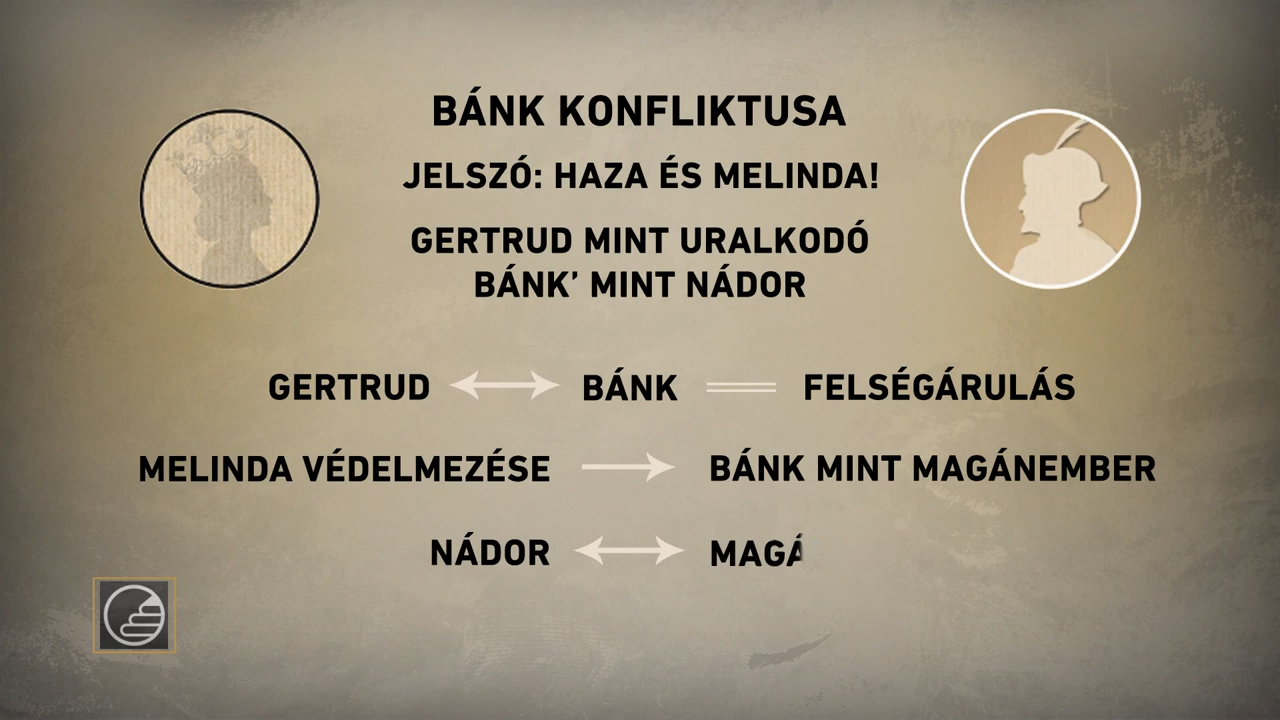 BÁNK KONFLIKTUSA
JELSZÓ: HAZA ÉS MELINDA!
GERTRUD MINT URALKODÓ
BÁNK’ MINT NÁDOR
GERTRUD BÁNK FELSÉGÁRULÁS
MELINDA VÉDELMEZÉSE BÁNK MINT MAGÁNEMBER
NÁDOR MAGÁ